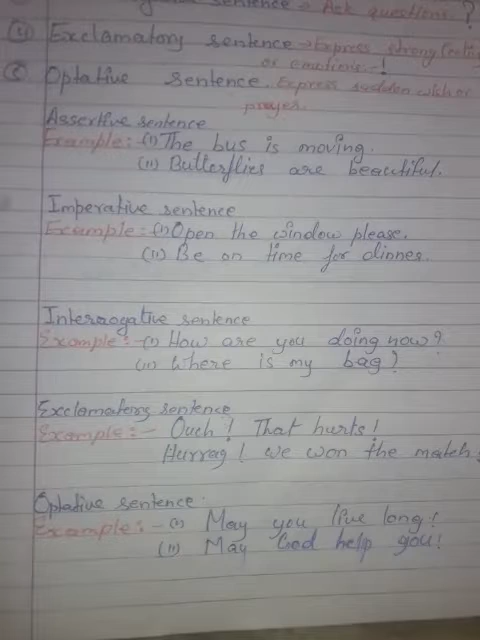 sentence → Ask questions. ?
(4) Exclamatory sentence → Express strong
or emotions - !
(5) Optative sentence. Express sudden wish or
prayer.
Assertive sentence
Example: (i) The bus is moving.
(ii) Butterflies are beautiful.
Imperative sentence
Example: (i) Open the window please.
(ii) Be on time for dinner.
Interrogative sentence
Example: - (i) How are you doing now?
(ii) Where is my bag?
Exclamatory sentence
Example: - Ouch! That hurts!
Hurray! We won the match.
Optative sentence.
Example: - (i) May you live long!
(ii) May God help you!